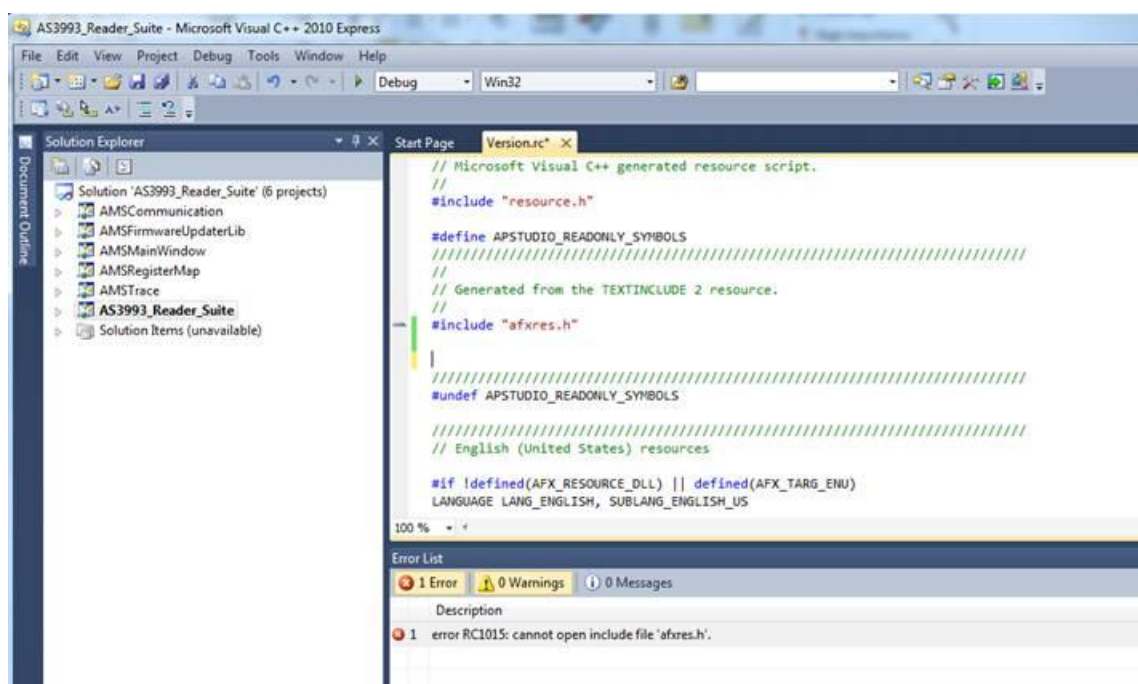 AS3993_Reader_Suite - Microsoft Visual C++ 2010 Express
File Edit View Project Debug Tools Window Help
Debug Win32
Solution Explorer
Start Page Version.rc*
Document Outline
Solution 'AS3993_Reader_Suite' (6 projects)
AMSCommunication
AMSFirmwareUpdaterLib
AMSMainWindow
AMSRegisterMap
AMSTrace
AS3993_Reader_Suite
Solution Items (unavailable)
// Microsoft Visual C++ generated resource script.
//
#include "resource.h"
#define APSTUDIO_READONLY_SYMBOLS
/////////////////////////////////////////////////////////////////////////////
//
// Generated from the TEXTINCLUDE 2 resource.
//
#include "afxres.h"
/////////////////////////////////////////////////////////////////////////////
#undef APSTUDIO_READONLY_SYMBOLS
/////////////////////////////////////////////////////////////////////////////
// English (United States) resources
#if !defined(AFX_RESOURCE_DLL) || defined(AFX_TARG_ENU)
LANGUAGE LANG_ENGLISH, SUBLANG_ENGLISH_US
100 %
Error List
1 Error 0 Warnings 0 Messages
Description
1 error RC1015: cannot open include file 'afxres.h'.